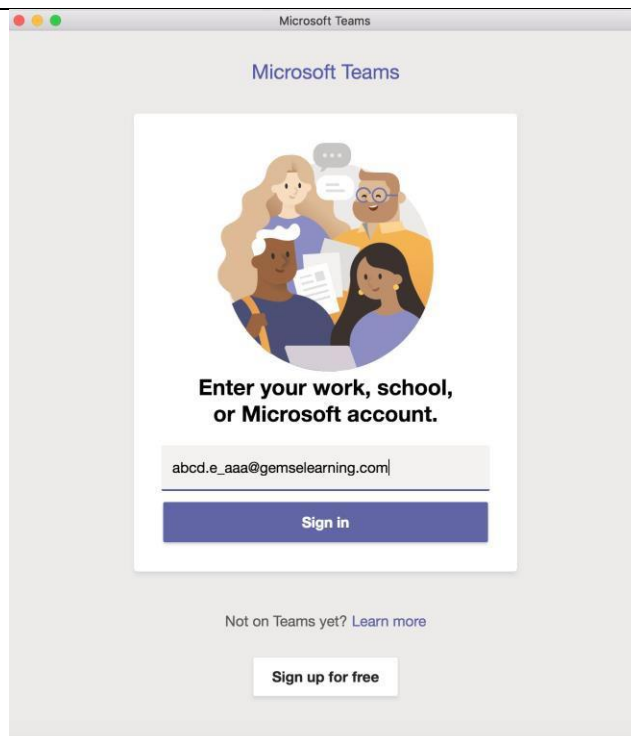 Microsoft Teams
Microsoft Teams
Enter your work, school,
or Microsoft account.
abcd.e_aaa@gemselearning.com
Sign in
Not on Teams yet? Learn more
Sign up for free